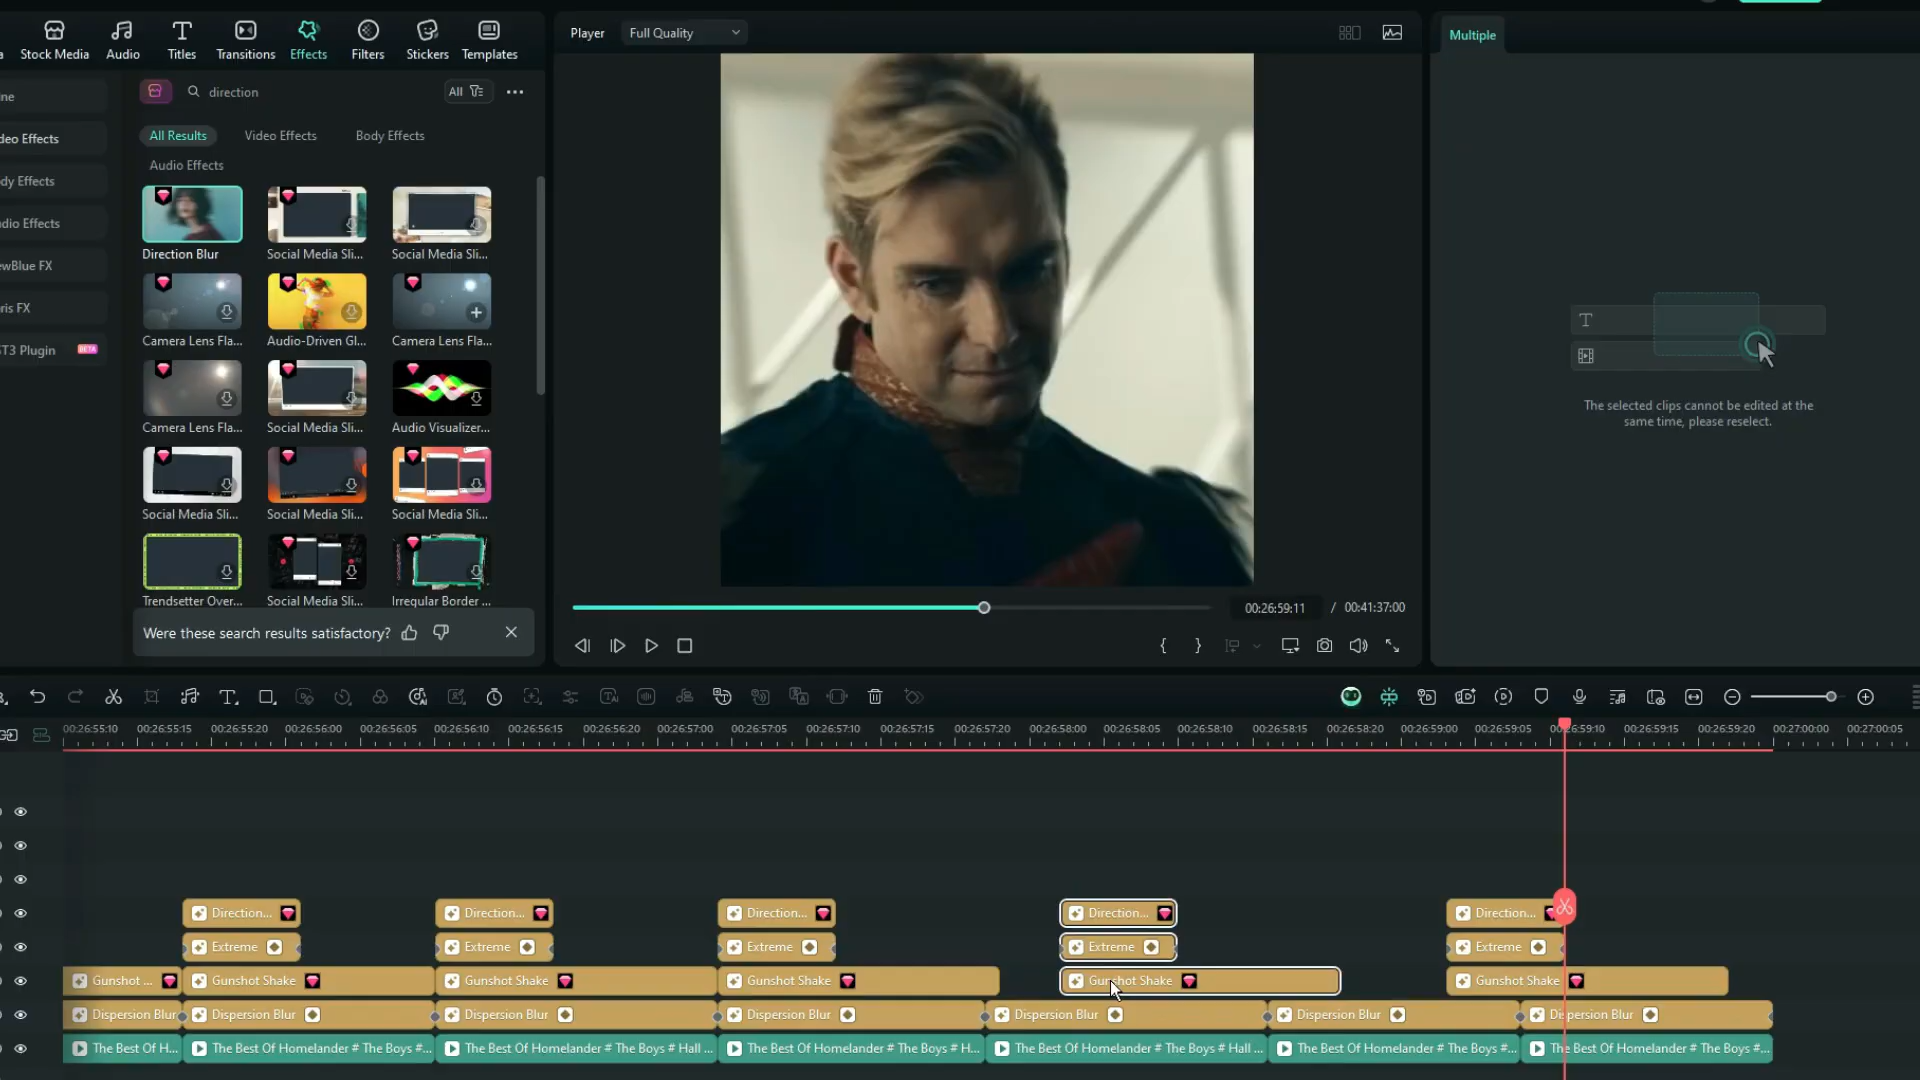 Stock Media
Audio
Titles
Transitions
Effects
Filters
Stickers
Templates
Player
Full Quality
Multiple
direction
All
ine
deo Effects
dy Effects
dio Effects
ewBlue FX
ris FX
T3 Plugin
BETA
All Results
Video Effects
Body Effects
Audio Effects
Direction Blur
Social Media Sli...
Social Media Sli...
Camera Lens Fla...
Audio-Driven Gl...
Camera Lens Fla...
Camera Lens Fla...
Social Media Sli...
Audio Visualizer...
Social Media Sli...
Social Media Sli...
Social Media Sli...
Trendsetter Over...
Social Media Sli...
Irregular Border ...
Were these search results satisfactory?
00:26:59:11 / 00:41:37:00
The selected clips cannot be edited at the
same time, please reselect.
00:26:55:10
00:26:55:15
00:26:55:20
00:26:56:00
00:26:56:05
00:26:56:10
00:26:56:15
00:26:56:20
00:26:57:00
00:26:57:05
00:26:57:10
00:26:57:15
00:26:57:20
00:26:58:00
00:26:58:05
00:26:58:10
00:26:58:15
00:26:58:20
00:26:59:00
00:26:59:05
00:26:59:10
00:26:59:15
00:26:59:20
00:27:00:00
00:27:00:05
Direction...
Direction...
Direction...
Direction...
Direction...
Extreme
Extreme
Extreme
Extreme
Extreme
Gunshot ...
Gunshot Shake
Gunshot Shake
Gunshot Shake
Gunshot Shake
Gunshot Shake
Dispersion Blur
Dispersion Blur
Dispersion Blur
Dispersion Blur
Dispersion Blur
Dispersion Blur
Dispersion Blur
The Best Of H...
The Best Of Homelander # The Boys #...
The Best Of Homelander # The Boys # Hall ...
The Best Of Homelander # The Boys # H...
The Best Of Homelander # The Boys # Hall ...
The Best Of Homelander # The Boys #...
The Best Of Homelander # The Boys #...